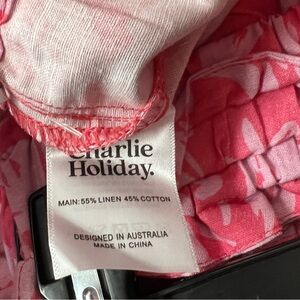 Charlie
Holiday.
MAIN: 55% LINEN 45% COTTON
DESIGNED IN AUSTRALIA
MADE IN CHINA